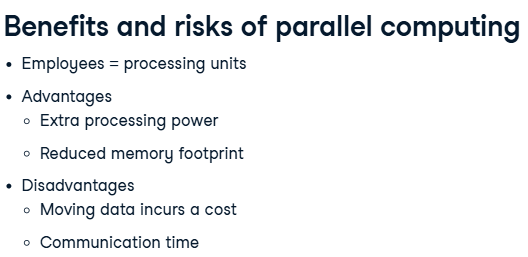 Benefits and risks of parallel computing
• Employees = processing units
• Advantages
◦ Extra processing power
◦ Reduced memory footprint
• Disadvantages
◦ Moving data incurs a cost
◦ Communication time